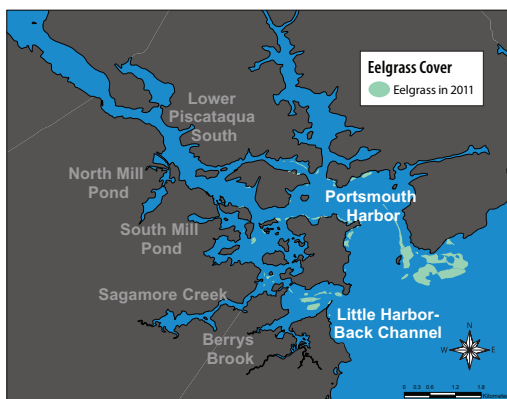 Eelgrass Cover
Eelgrass in 2011
Lower
Piscataqua
South
North Mill
Pond
Portsmouth
Harbor
South Mill
Pond
Sagamore Creek
Little Harbor-
Back Channel
Berrys
Brook
N
W
E
S
0 0.3 0.6 1.2 1.8
Kilometers